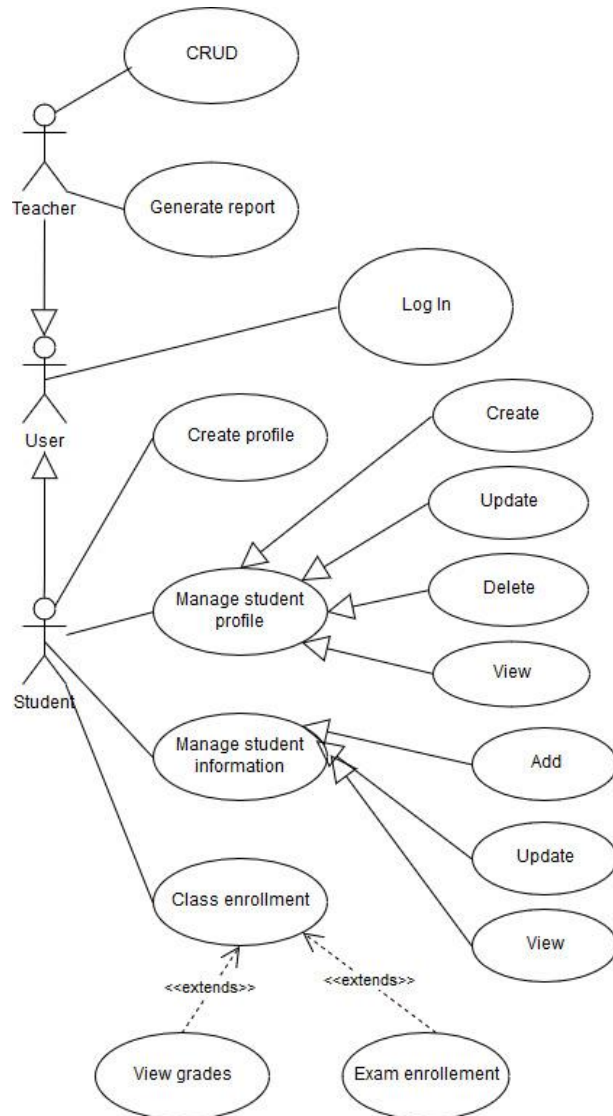 CRUD
Teacher
Generate report
Log In
User
Create profile
Create
Update
Manage student
profile
Delete
View
Student
Manage student
information
Add
Update
Class enrollment
View
<<extends>>
<<extends>>
View grades
Exam enrollement